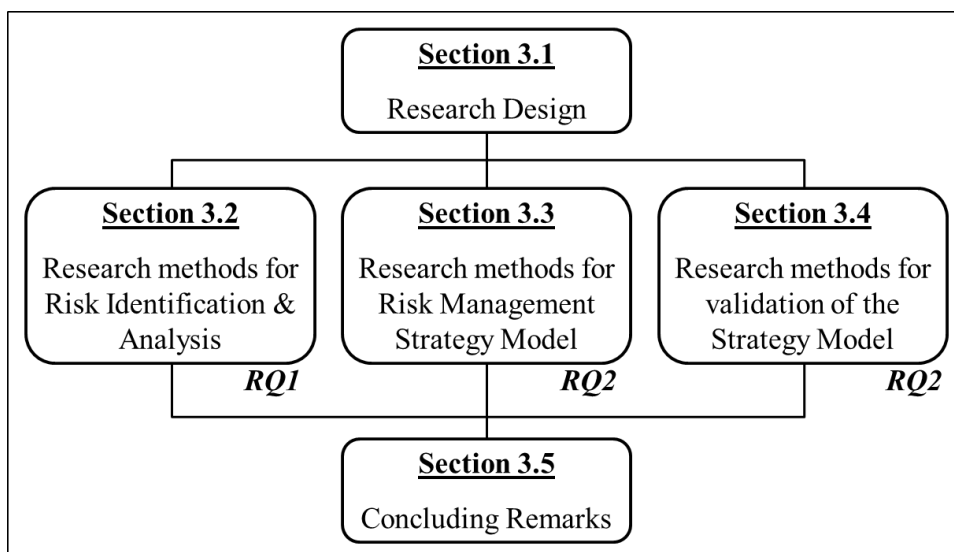 Section 3.1
Research Design
Section 3.2
Research methods for
Risk Identification &
Analysis
RQ1
Section 3.3
Research methods for
Risk Management
Strategy Model
RQ2
Section 3.4
Research methods for
validation of the
Strategy Model
RQ2
Section 3.5
Concluding Remarks